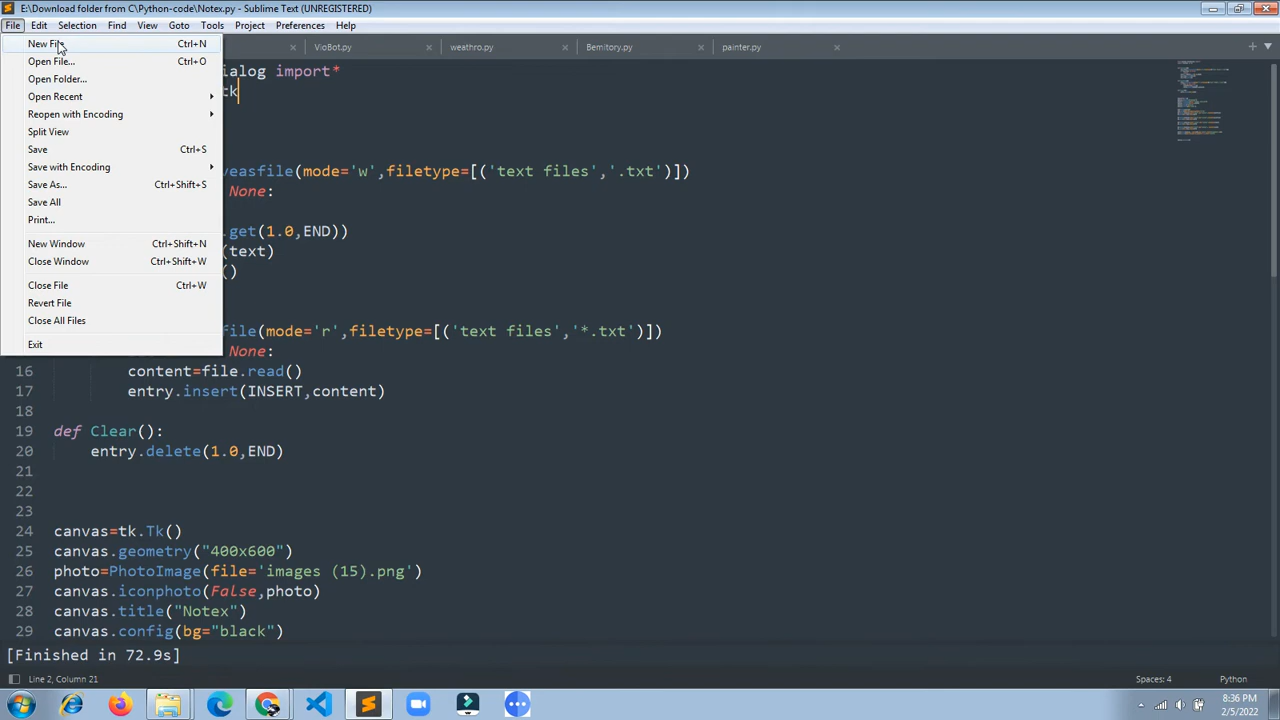 E:\Download folder from C\Python-code\Notex.py - Sublime Text (UNREGISTERED)
File Edit Selection Find View Goto Tools Project Preferences Help
VioBot.py weathro.py Bemitory.py painter.py
New File Ctrl+N
Open File... Ctrl+O
Open Folder...
Open Recent
Reopen with Encoding
Split View
Save Ctrl+S
Save with Encoding
Save As... Ctrl+Shift+S
Save All
Print...
New Window Ctrl+Shift+N
Close Window Ctrl+Shift+W
Close File Ctrl+W
Revert File
Close All Files
Exit
ialog import*
tk
veasfile(mode='w',filetype=[('text files','.txt')])
None:
.get(1.0,END))
(text)
()
file(mode='r',filetype=[('text files','*.txt')])
None:
16 content=file.read()
17 entry.insert(INSERT,content)
18
19 def Clear():
20 entry.delete(1.0,END)
21
22
23
24 canvas=tk.Tk()
25 canvas.geometry("400x600")
26 photo=PhotoImage(file='images (15).png')
27 canvas.iconphoto(False,photo)
28 canvas.title("Notex")
29 canvas.config(bg="black")
[Finished in 72.9s]
Line 2, Column 21 Spaces: 4 Python
8:36 PM
2/5/2022